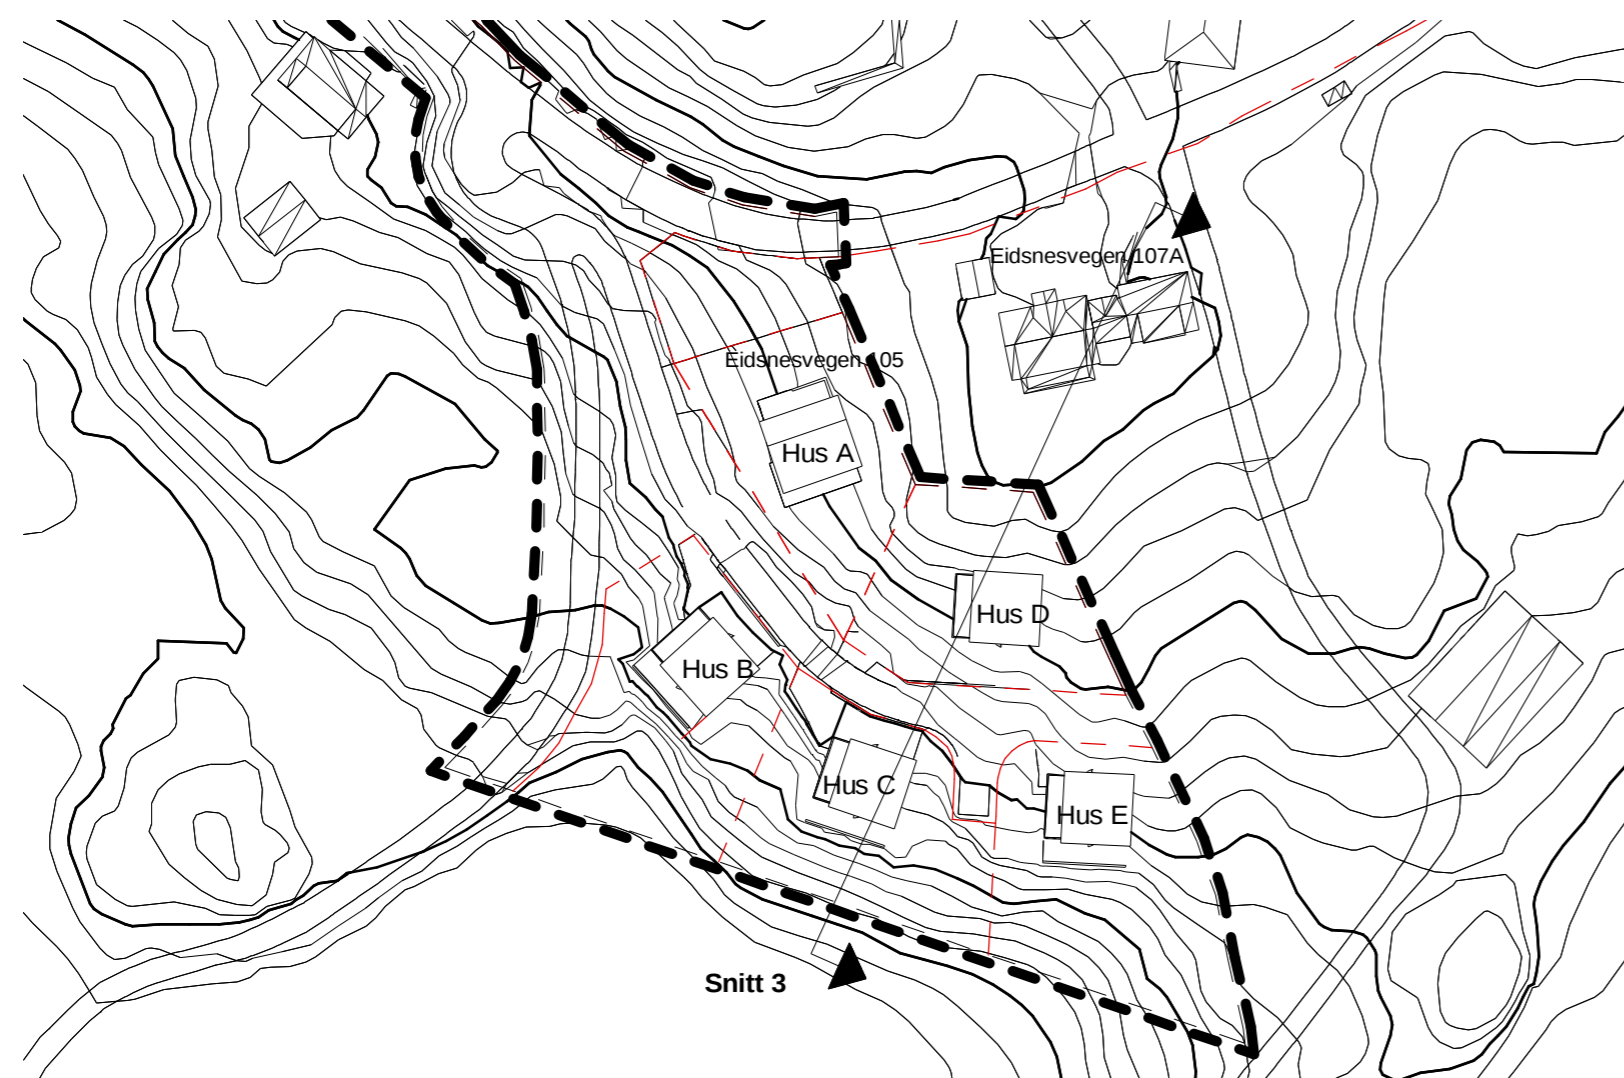 Eidsnesvegen 107A
Eidsnesvegen 105
Hus A
Hus D
Hus B
Hus C
Hus E
Snitt 3